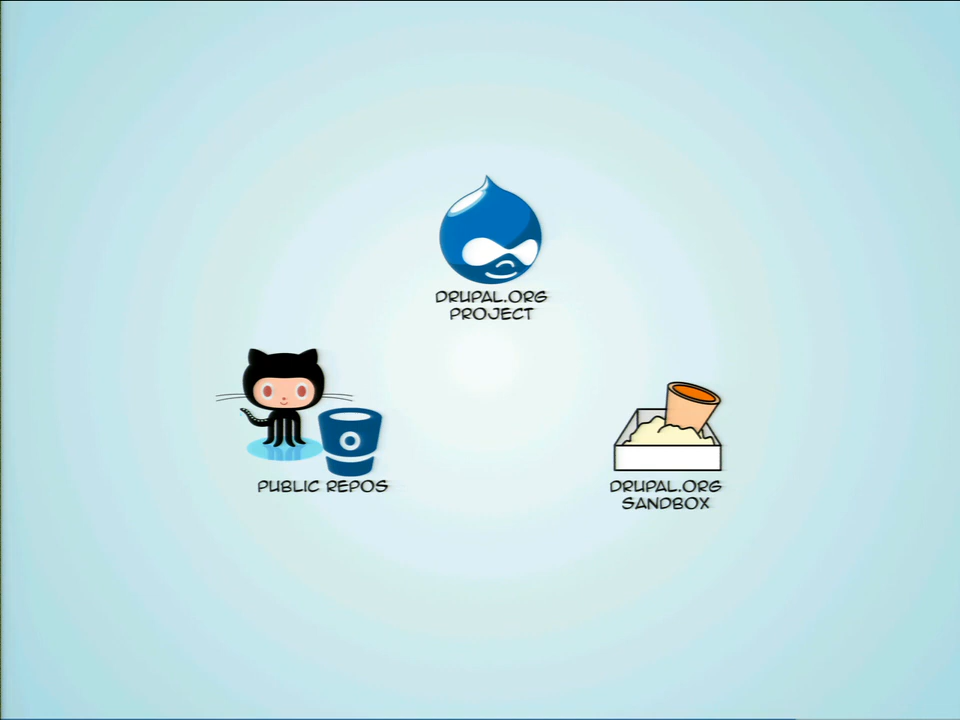 DRUPAL.ORG
PROJECT
PUBLIC REPOS
DRUPAL.ORG
SANDBOX